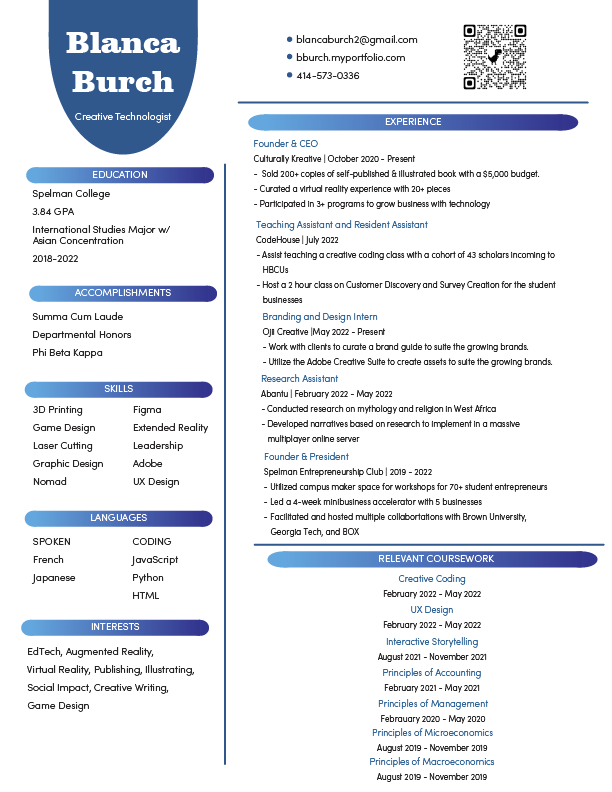 Blanca
Burch
Creative Technologist
blancaburch2@gmail.com
bburch.myportfolio.com
414-573-0336
EDUCATION
Spelman College
3.84 GPA
International Studies Major w/
Asian Concentration
2018-2022
ACCOMPLISHMENTS
Summa Cum Laude
Departmental Honors
Phi Beta Kappa
SKILLS
3D Printing Figma
Game Design Extended Reality
Laser Cutting Leadership
Graphic Design Adobe
Nomad UX Design
LANGUAGES
SPOKEN CODING
French JavaScript
Japanese Python
HTML
INTERESTS
EdTech, Augmented Reality,
Virtual Reality, Publishing, Illustrating,
Social Impact, Creative Writing,
Game Design
EXPERIENCE
Founder & CEO
Culturally Kreative | October 2020 - Present
- Sold 200+ copies of self-published & illustrated book with a $5,000 budget.
- Curated a virtual reality experience with 20+ pieces
- Participated in 3+ programs to grow business with technology
Teaching Assistant and Resident Assistant
CodeHouse | July 2022
- Assist teaching a creative coding class with a cohort of 43 scholars incoming to
HBCUs
- Host a 2 hour class on Customer Discovery and Survey Creation for the student
businesses
Branding and Design Intern
Ojii Creative |May 2022 - Present
- Work with clients to curate a brand guide to suite the growing brands.
- Utilize the Adobe Creative Suite to create assets to suite the growing brands.
Research Assistant
Abantu | February 2022 - May 2022
- Conducted research on mythology and religion in West Africa
- Developed narratives based on research to implement in a massive
multiplayer online server
Founder & President
Spelman Entrepreneurship Club | 2019 - 2022
- Utilized campus maker space for workshops for 70+ student entrepreneurs
- Led a 4-week minibusiness accelerator with 5 businesses
- Facilitated and hosted multiple collabortations with Brown University,
Georgia Tech, and BOX
RELEVANT COURSEWORK
Creative Coding
February 2022 - May 2022
UX Design
February 2022 - May 2022
Interactive Storytelling
August 2021 - November 2021
Principles of Accounting
February 2021 - May 2021
Principles of Management
Febrauary 2020 - May 2020
Principles of Microeconomics
August 2019 - November 2019
Principles of Macroeconomics
August 2019 - November 2019